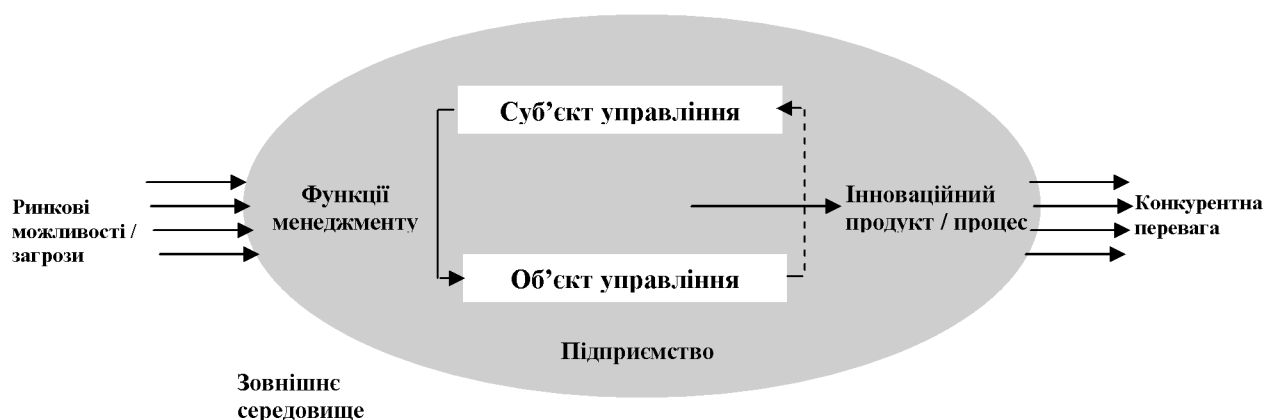 Суб’єкт управління
Функції
менеджменту
Інноваційний
продукт / процес
Ринкові
можливості /
загрози
Конкурентна
перевага
Об’єкт управління
Підприємство
Зовнішнє
середовище